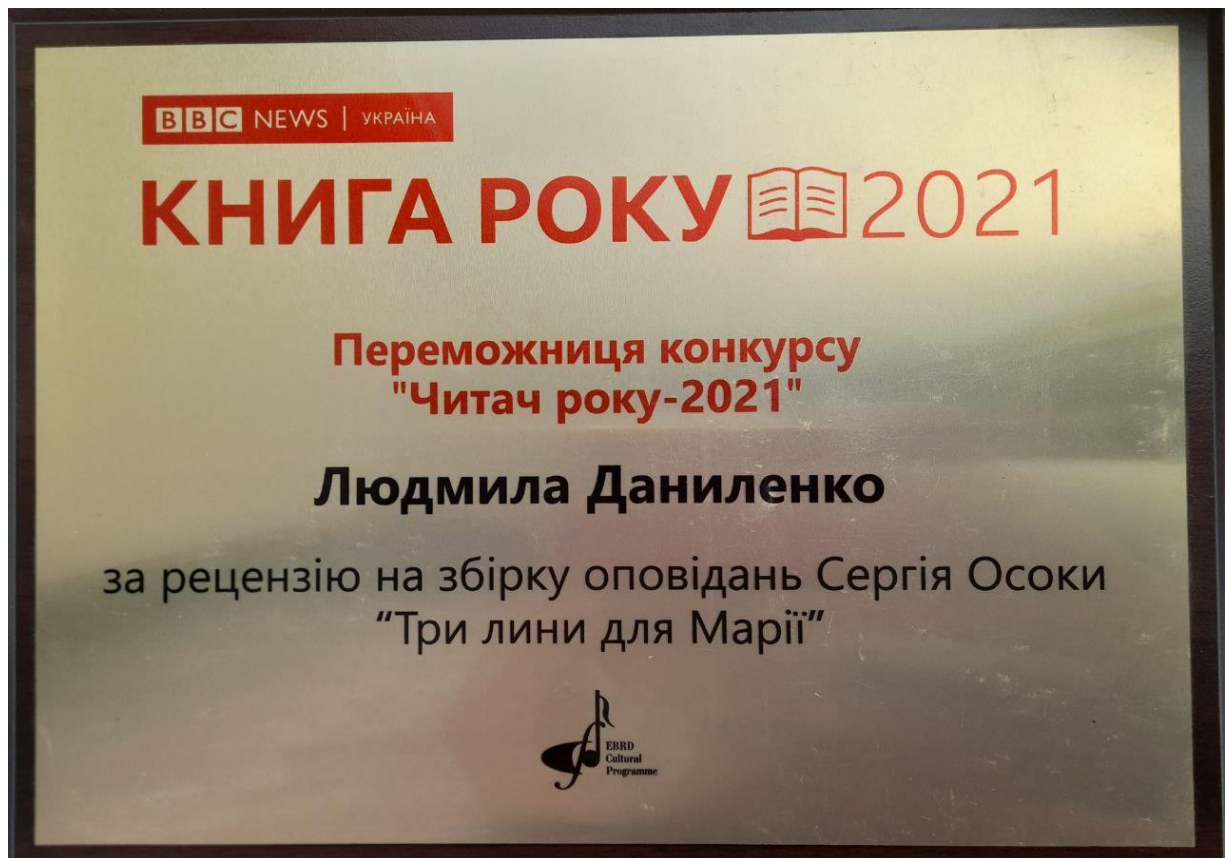 BBC NEWS | УКРАЇНА
КНИГА РОКУ 2021
Переможниця конкурсу
"Читач року-2021"
Людмила Даниленко
за рецензію на збірку оповідань Сергія Осоки
“Три лини для Марії”
EBRD
Cultural
Programme